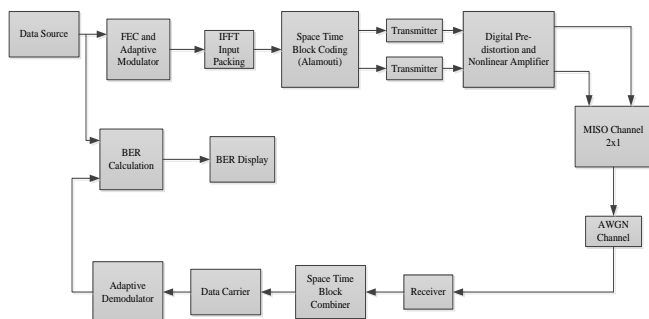 Data Source
FEC and
Adaptive
Modulator
IFFT
Input
Packing
Space Time
Block Coding
(Alamouti)
Transmitter
Transmitter
Digital Pre-
distortion and
Nonlinear Amplifier
MISO Channel
2x1
BER
Calculation
BER Display
AWGN
Channel
Adaptive
Demodulator
Data Carrier
Space Time
Block
Combiner
Receiver